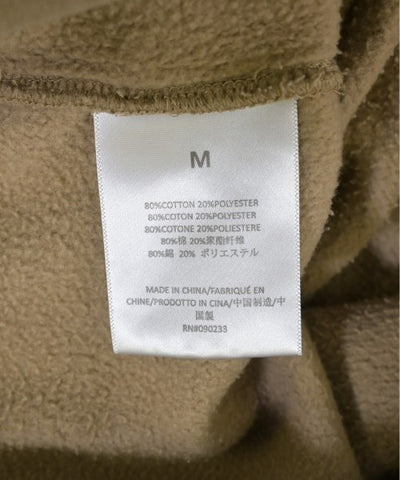 M
80%COTTON 20%POLYESTER
80%COTON 20%POLYESTER
80%COTONE 20%POLIESTERE
80%棉 20%聚酯纤维
80%綿 20% ポリエステル
MADE IN CHINA/FABRIQUÉ EN
CHINE/PRODOTTO IN CINA/中国制造/中
国製
RN#090233